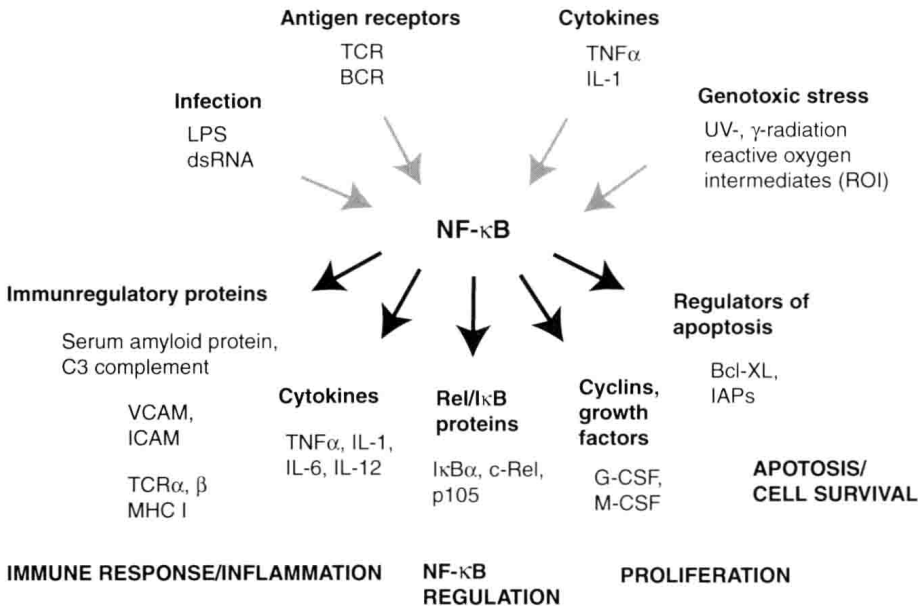 Antigen receptors
TCR
BCR
Cytokines
TNFα
IL-1
Infection
LPS
dsRNA
Genotoxic stress
UV-, γ-radiation
reactive oxygen
intermediates (ROI)
NF-κB
Immunregulatory proteins
Serum amyloid protein,
C3 complement
VCAM,
ICAM
TCRα, β
MHC I
Cytokines
TNFα, IL-1,
IL-6, IL-12
Rel/IκB
proteins
IκBα, c-Rel,
p105
Cyclins,
growth
factors
G-CSF,
M-CSF
Regulators of
apoptosis
Bcl-XL,
IAPs
APOTOSIS/
CELL SURVIVAL
IMMUNE RESPONSE/INFLAMMATION
NF-κB
REGULATION
PROLIFERATION